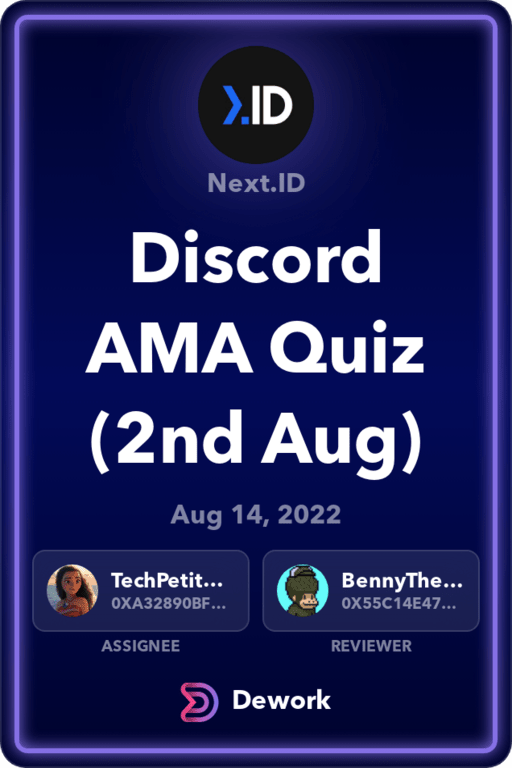 .ID
Next.ID
Discord
AMA Quiz
(2nd Aug)
Aug 14, 2022
TechPetit...
0XA32890BF...
ASSIGNEE
BennyThe...
0X55C14E47...
REVIEWER
Dework